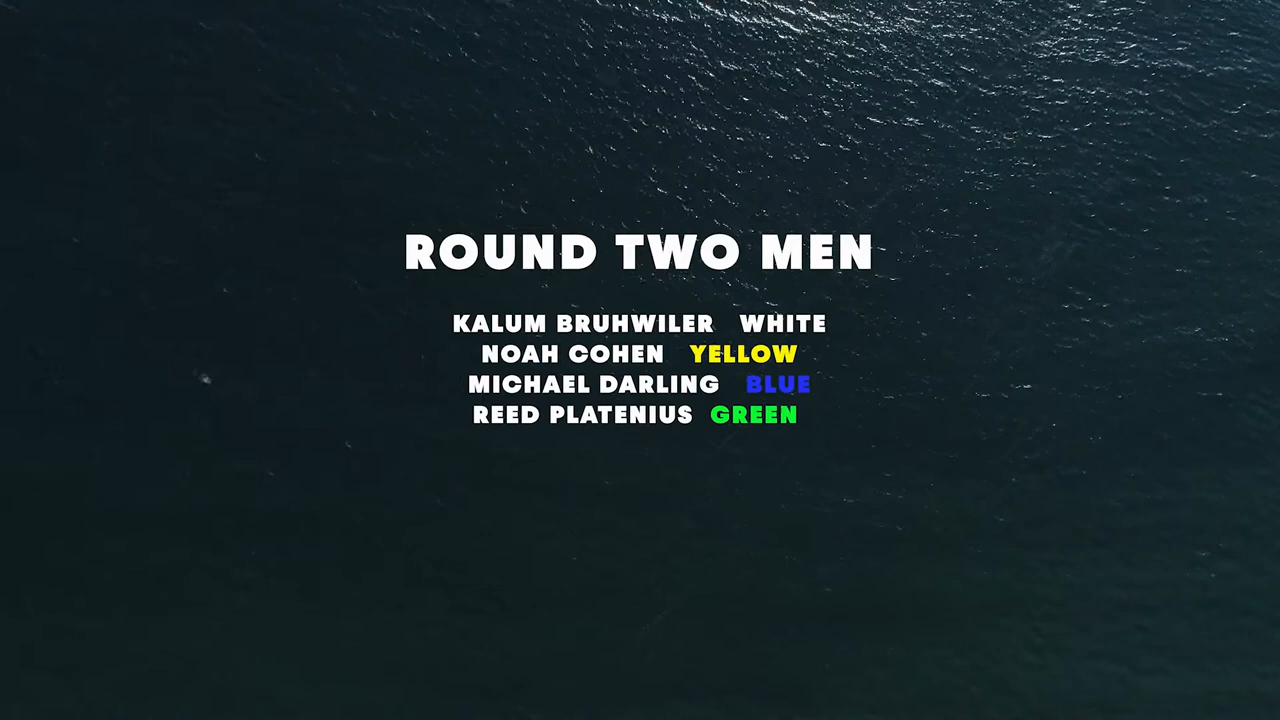 ROUND TWO MEN
KALUM BRUHWILER WHITE
NOAH COHEN YELLOW
MICHAEL DARLING BLUE
REED PLATENIUS GREEN